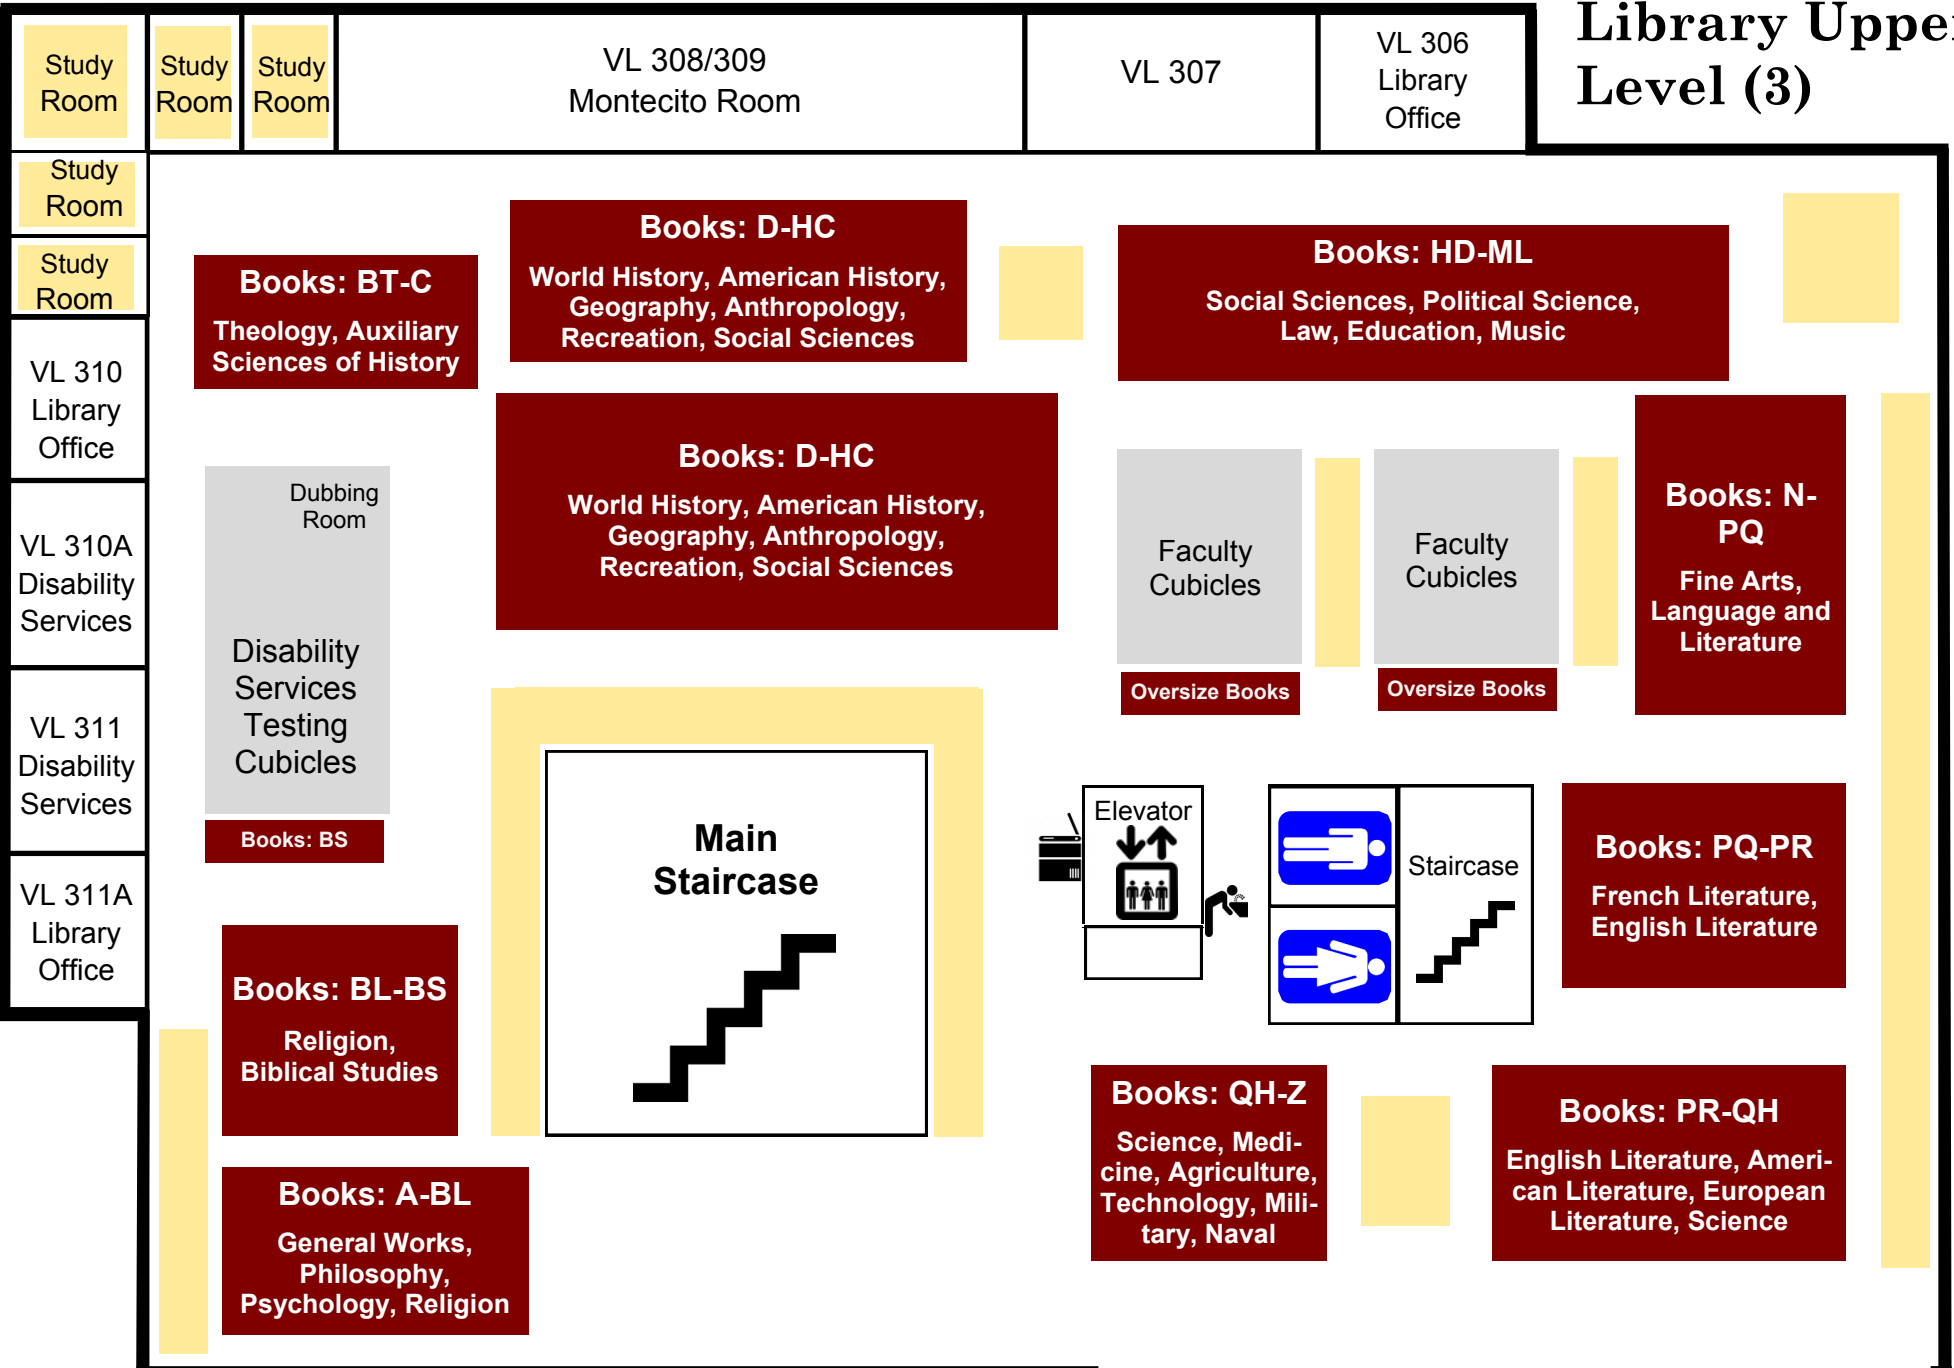 Library Upper
Level (3)
Study
Room
Study
Room
Study
Room
VL 308/309
Montecito Room
VL 307
VL 306
Library
Office
Study
Room
Study
Room
VL 310
Library
Office
VL 310A
Disability
Services
VL 311
Disability
Services
VL 311A
Library
Office
Books: BT-C
Theology, Auxiliary
Sciences of History
Books: D-HC
World History, American History,
Geography, Anthropology,
Recreation, Social Sciences
Books: HD-ML
Social Sciences, Political Science,
Law, Education, Music
Books: D-HC
World History, American History,
Geography, Anthropology,
Recreation, Social Sciences
Dubbing
Room
Disability
Services
Testing
Cubicles
Books: BS
Faculty
Cubicles
Oversize Books
Faculty
Cubicles
Oversize Books
Books: N-
PQ
Fine Arts,
Language and
Literature
Main
Staircase
Elevator
Staircase
Books: PQ-PR
French Literature,
English Literature
Books: BL-BS
Religion,
Biblical Studies
Books: A-BL
General Works,
Philosophy,
Psychology, Religion
Books: QH-Z
Science, Medi-
cine, Agriculture,
Technology, Mili-
tary, Naval
Books: PR-QH
English Literature, Ameri-
can Literature, European
Literature, Science